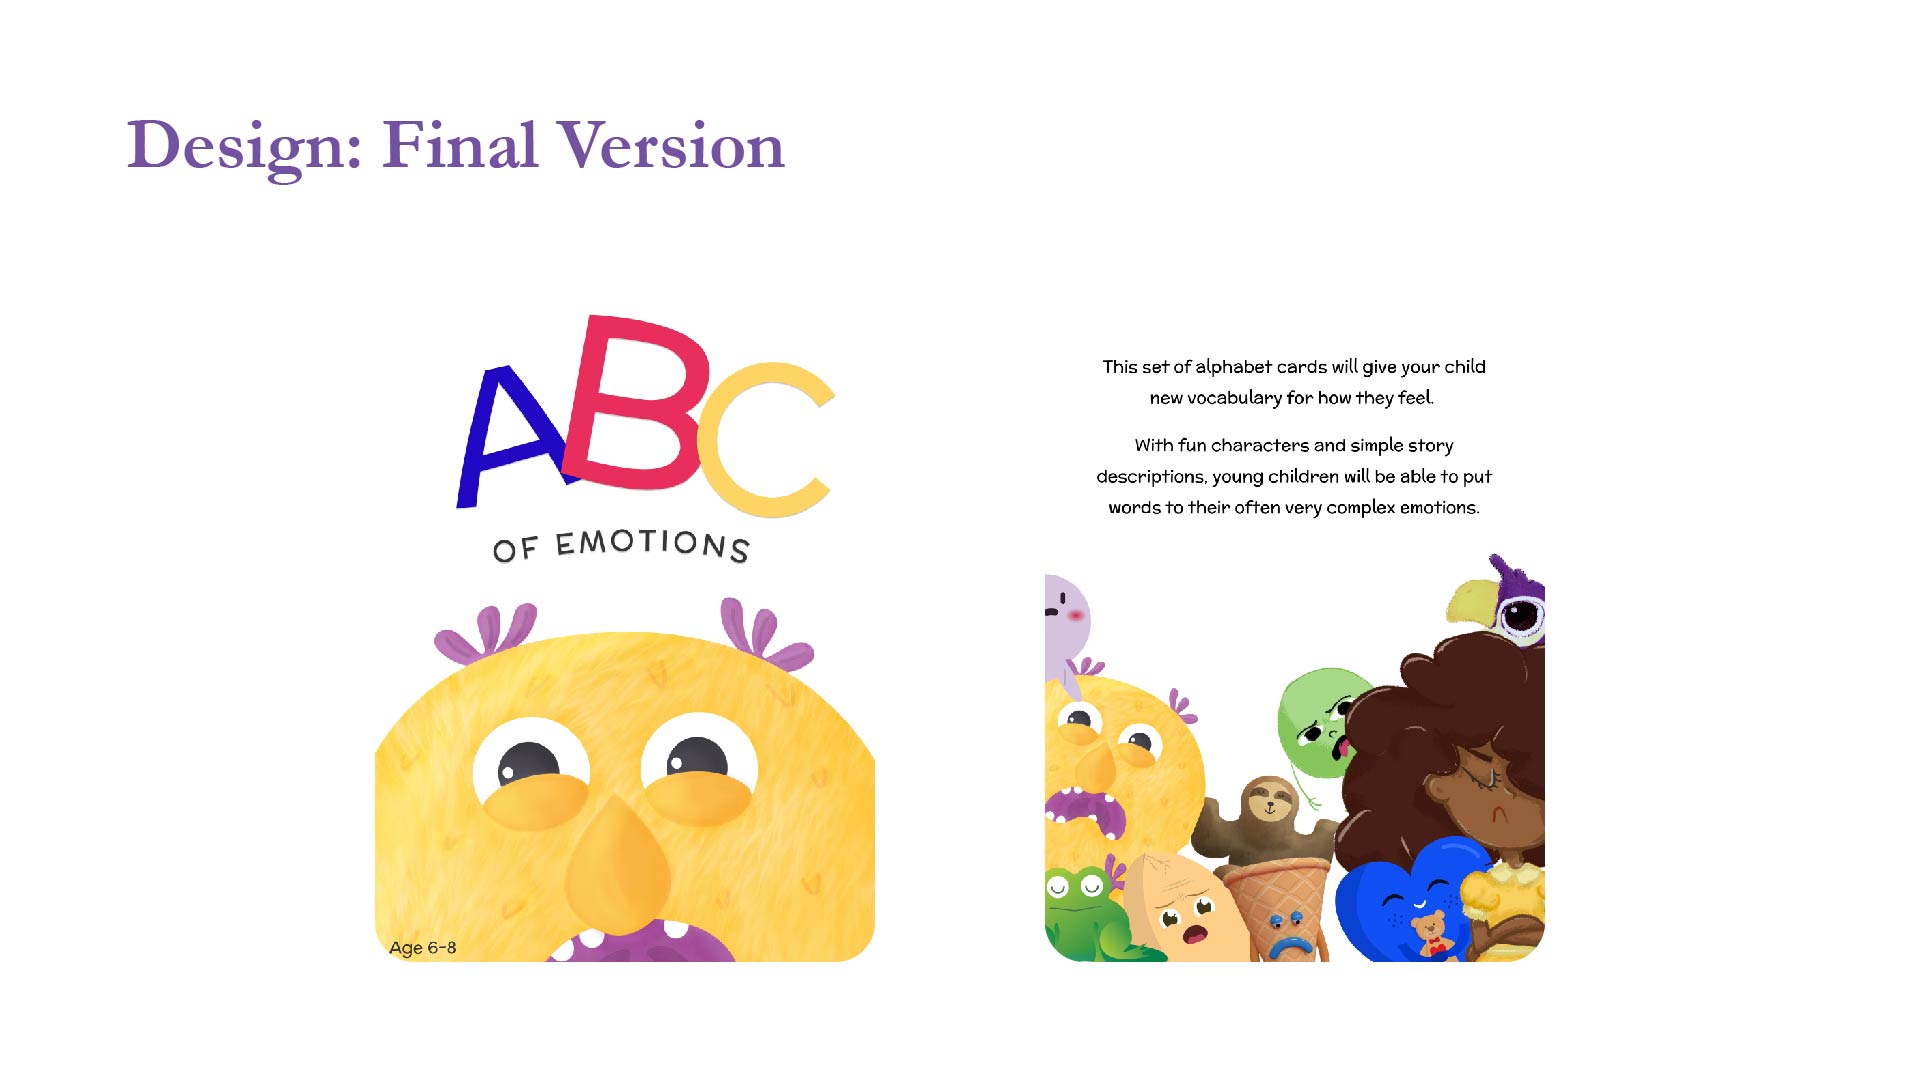 Design: Final Version
ABC
OF EMOTIONS
Age 6-8
This set of alphabet cards will give your child
new vocabulary for how they feel.
With fun characters and simple story
descriptions, young children will be able to put
words to their often very complex emotions.